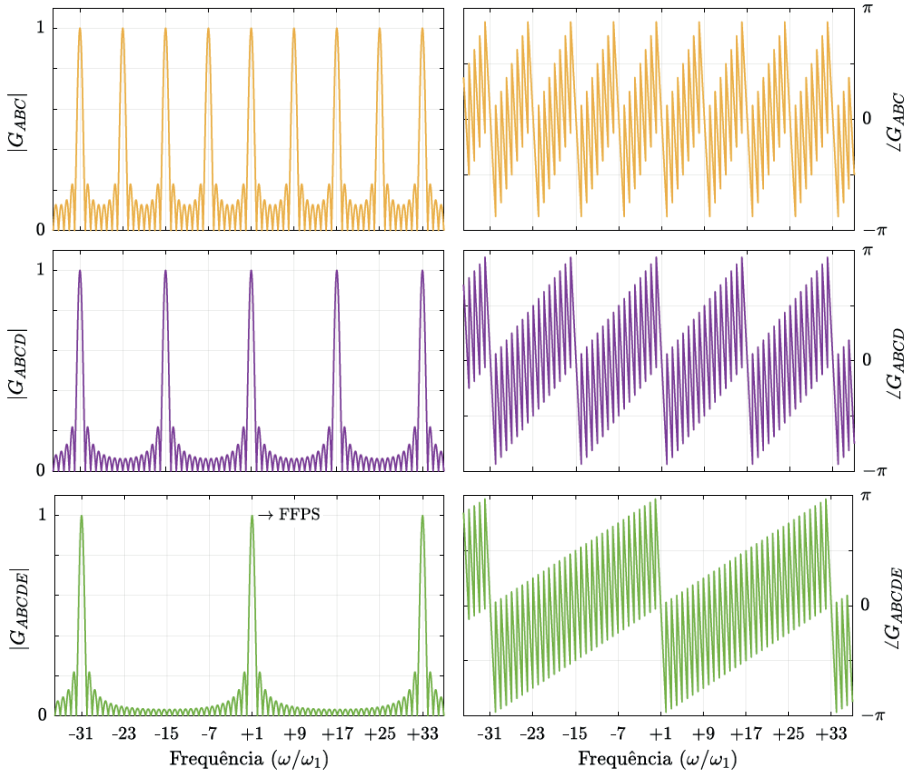 1
|G_ABC|
0
π
0
∠G_ABC
−π
1
|G_ABCD|
0
π
0
∠G_ABCD
−π
1
→ FFPS
|G_ABCDE|
0
π
0
∠G_ABCDE
−π
-31 -23 -15 -7 +1 +9 +17 +25 +33
-31 -23 -15 -7 +1 +9 +17 +25 +33
Frequência (ω/ω₁)
Frequência (ω/ω₁)